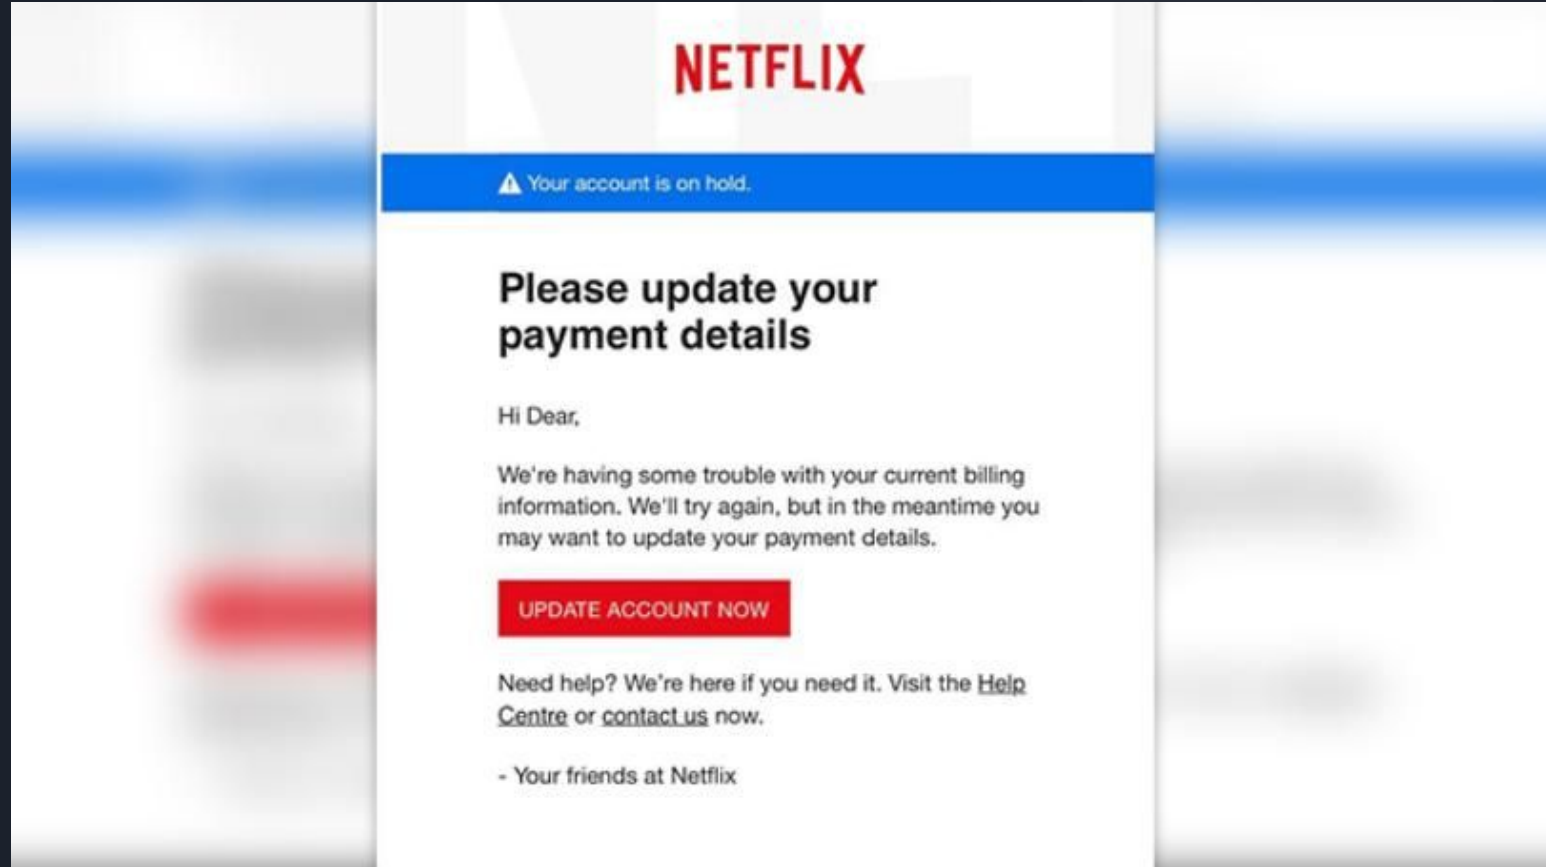 NETFLIX
Your account is on hold.
Please update your
payment details
Hi Dear,
We're having some trouble with your current billing
information. We'll try again, but in the meantime you
may want to update your payment details.
UPDATE ACCOUNT NOW
Need help? We're here if you need it. Visit the Help
Centre or contact us now.
- Your friends at Netflix